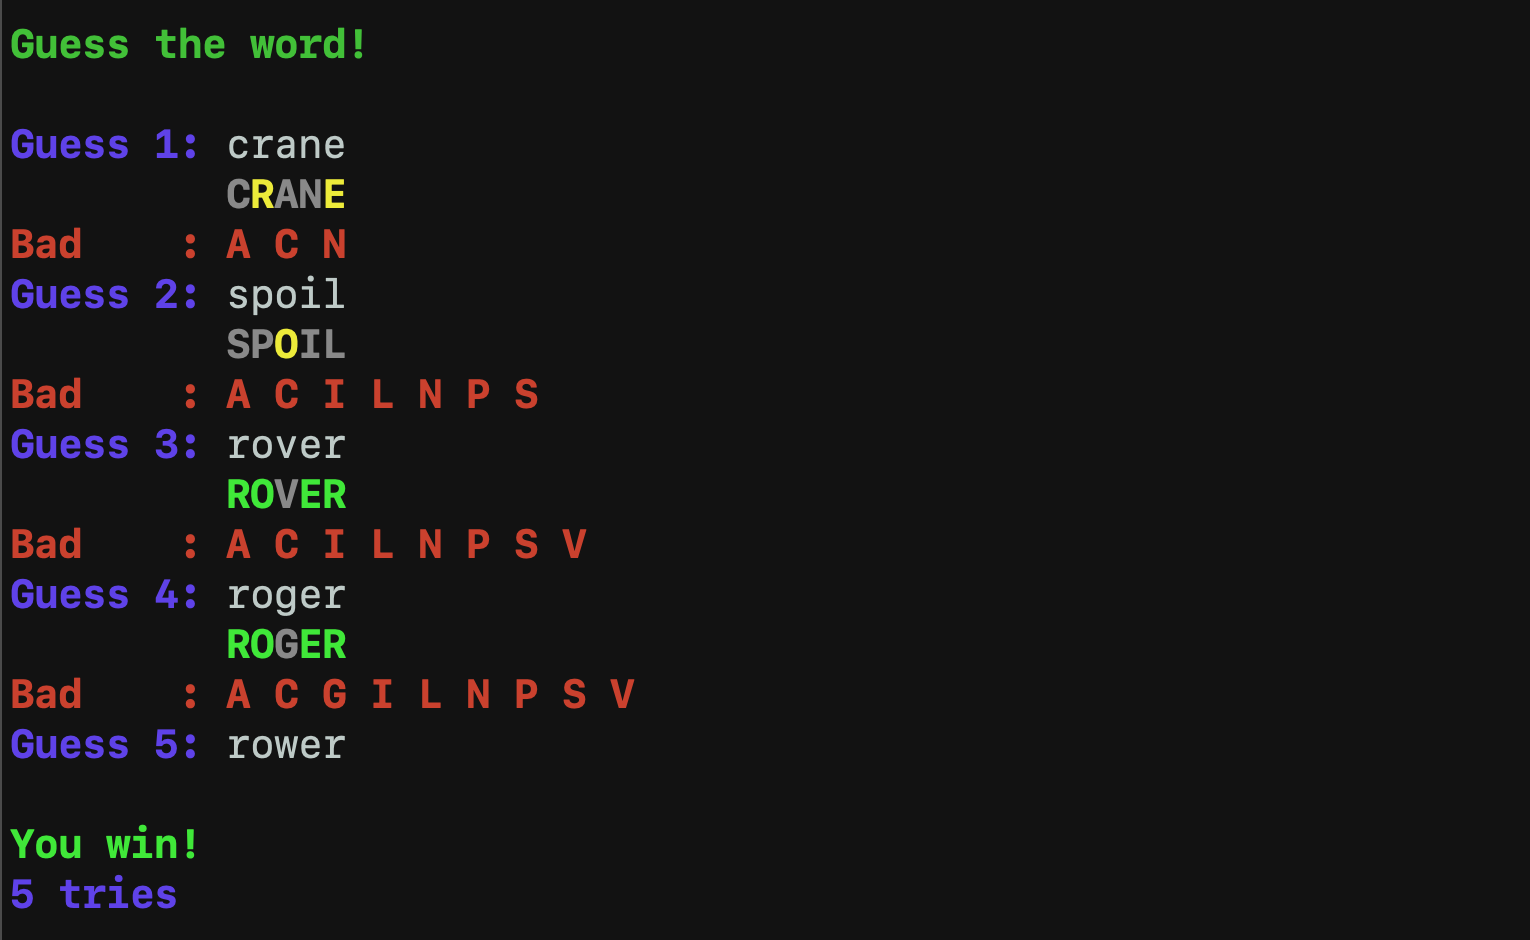 Guess the word!
Guess 1: crane
CRANE
Bad    : A C N
Guess 2: spoil
SPOIL
Bad    : A C I L N P S
Guess 3: rover
ROVER
Bad    : A C I L N P S V
Guess 4: roger
ROGER
Bad    : A C G I L N P S V
Guess 5: rower
You win!
5 tries